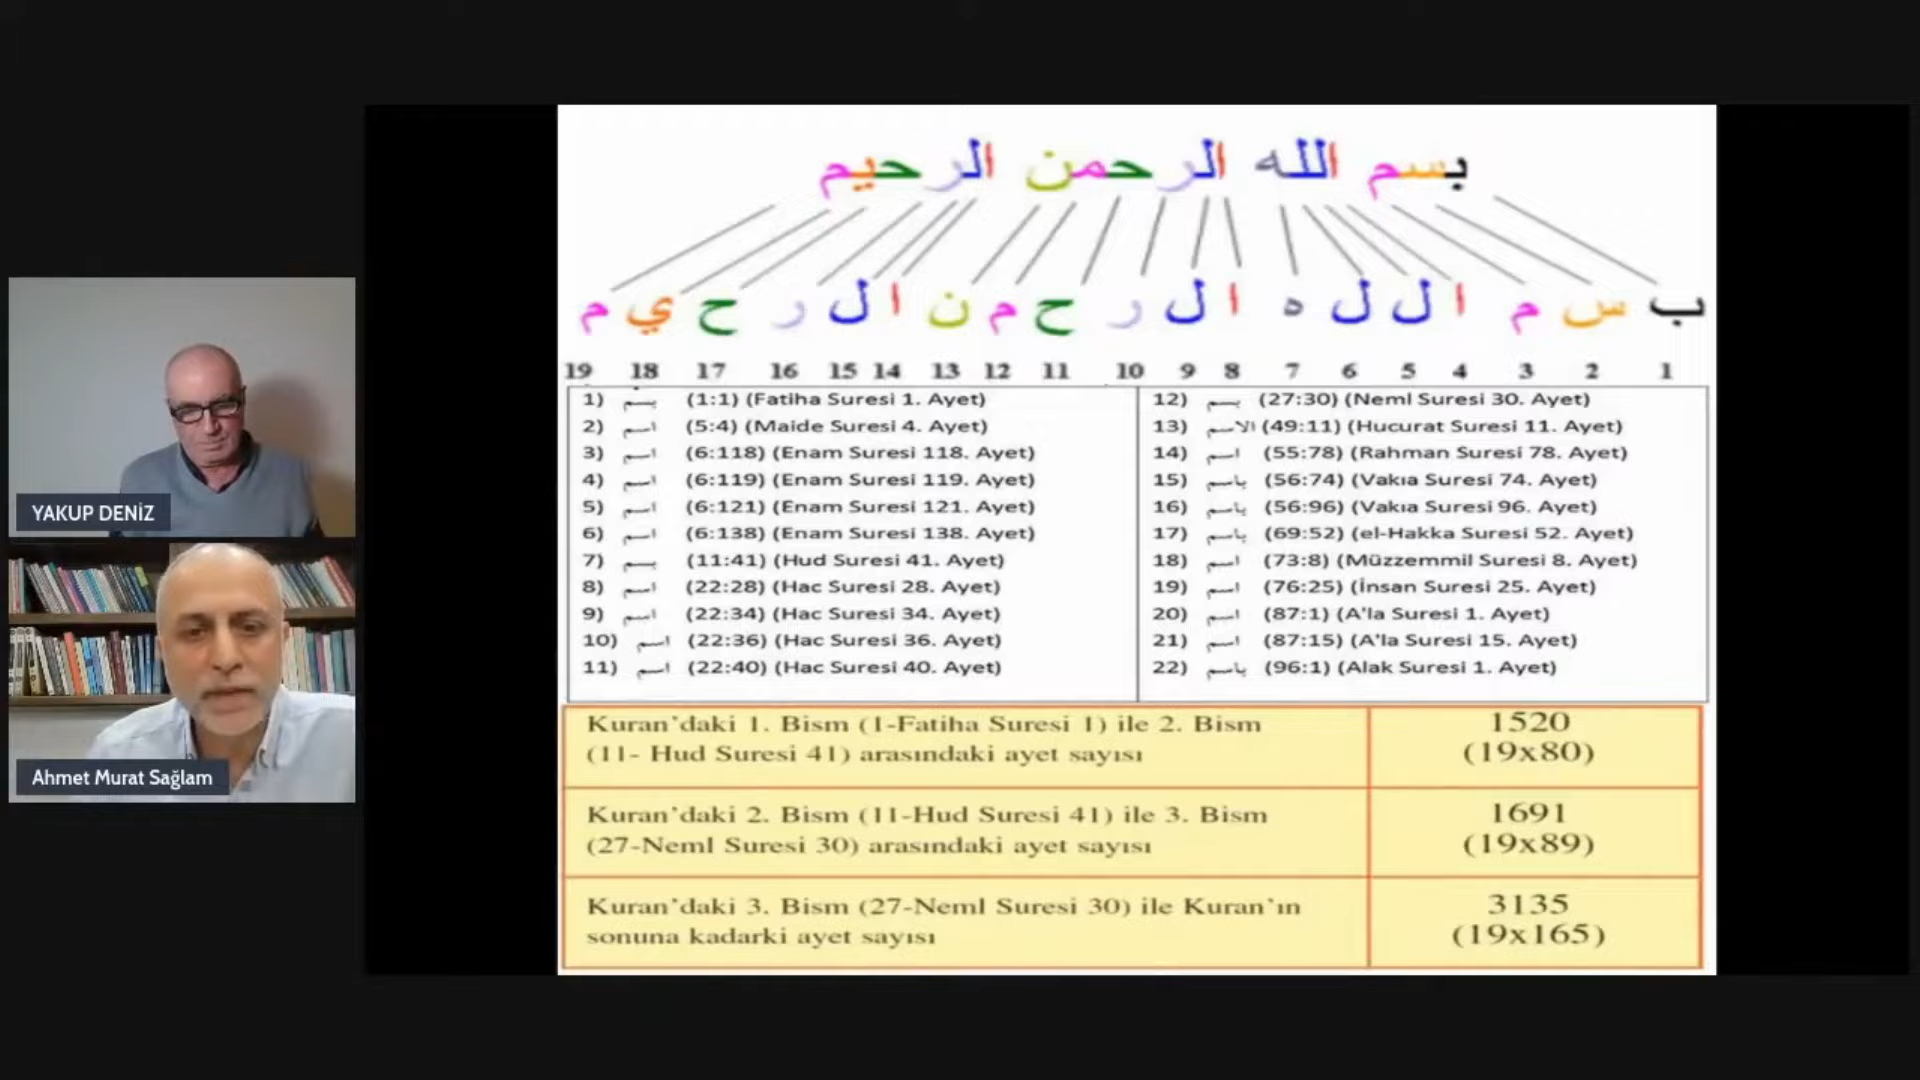 بسم الله الرحمن الرحيم
ب س م ا ل ل ه ا ل ر ح م ن ا ل ر ح ي م
19 18 17 16 15 14 13 12 11 10 9 8 7 6 5 4 3 2 1
1) بسم (1:1) (Fatiha Suresi 1. Ayet)
2) اسم (5:4) (Maide Suresi 4. Ayet)
3) اسم (6:118) (Enam Suresi 118. Ayet)
4) اسم (6:119) (Enam Suresi 119. Ayet)
5) اسم (6:121) (Enam Suresi 121. Ayet)
6) اسم (6:138) (Enam Suresi 138. Ayet)
7) بسم (11:41) (Hud Suresi 41. Ayet)
8) اسم (22:28) (Hac Suresi 28. Ayet)
9) اسم (22:34) (Hac Suresi 34. Ayet)
10) اسم (22:36) (Hac Suresi 36. Ayet)
11) اسم (22:40) (Hac Suresi 40. Ayet)
12) بسم (27:30) (Neml Suresi 30. Ayet)
13) الاسم (49:11) (Hucurat Suresi 11. Ayet)
14) اسم (55:78) (Rahman Suresi 78. Ayet)
15) باسم (56:74) (Vakıa Suresi 74. Ayet)
16) باسم (56:96) (Vakıa Suresi 96. Ayet)
17) باسم (69:52) (el-Hakka Suresi 52. Ayet)
18) اسم (73:8) (Müzzemmil Suresi 8. Ayet)
19) اسم (76:25) (İnsan Suresi 25. Ayet)
20) اسم (87:1) (A'la Suresi 1. Ayet)
21) اسم (87:15) (A'la Suresi 15. Ayet)
22) باسم (96:1) (Alak Suresi 1. Ayet)
Kuran'daki 1. Bism (1-Fatiha Suresi 1) ile 2. Bism
(11- Hud Suresi 41) arasındaki ayet sayısı
1520
(19x80)
Kuran'daki 2. Bism (11-Hud Suresi 41) ile 3. Bism
(27-Neml Suresi 30) arasındaki ayet sayısı
1691
(19x89)
Kuran'daki 3. Bism (27-Neml Suresi 30) ile Kuran'ın
sonuna kadarki ayet sayısı
3135
(19x165)
YAKUP DENİZ
Ahmet Murat Sağlam